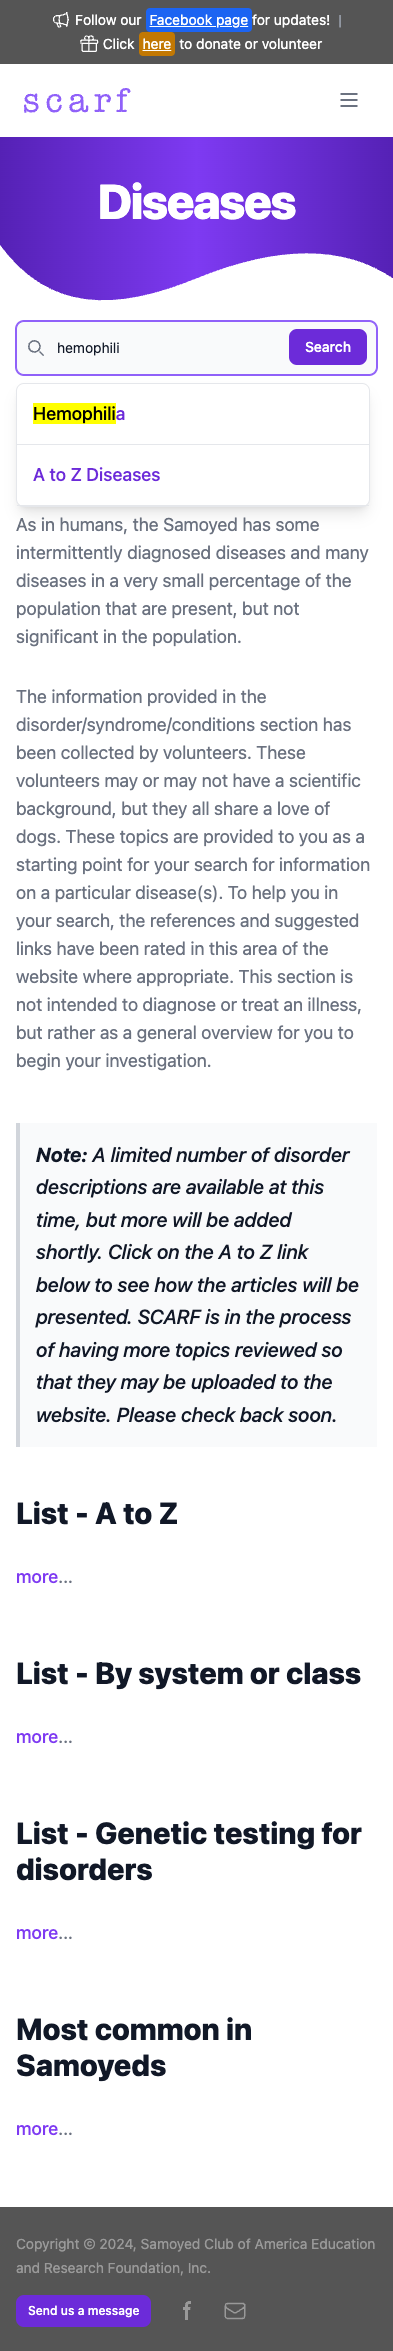 Follow our Facebook page for updates! |
Click here to donate or volunteer
scarf
Diseases
hemophili
Search
Hemophilia
A to Z Diseases
As in humans, the Samoyed has some
intermittently diagnosed diseases and many
diseases in a very small percentage of the
population that are present, but not
significant in the population.
The information provided in the
disorder/syndrome/conditions section has
been collected by volunteers. These
volunteers may or may not have a scientific
background, but they all share a love of
dogs. These topics are provided to you as a
starting point for your search for information
on a particular disease(s). To help you in
your search, the references and suggested
links have been rated in this area of the
website where appropriate. This section is
not intended to diagnose or treat an illness,
but rather as a general overview for you to
begin your investigation.
Note: A limited number of disorder
descriptions are available at this
time, but more will be added
shortly. Click on the A to Z link
below to see how the articles will be
presented. SCARF is in the process
of having more topics reviewed so
that they may be uploaded to the
website. Please check back soon.
List - A to Z
more...
List - By system or class
more...
List - Genetic testing for
disorders
more...
Most common in
Samoyeds
more...
Copyright © 2024, Samoyed Club of America Education
and Research Foundation, Inc.
Send us a message